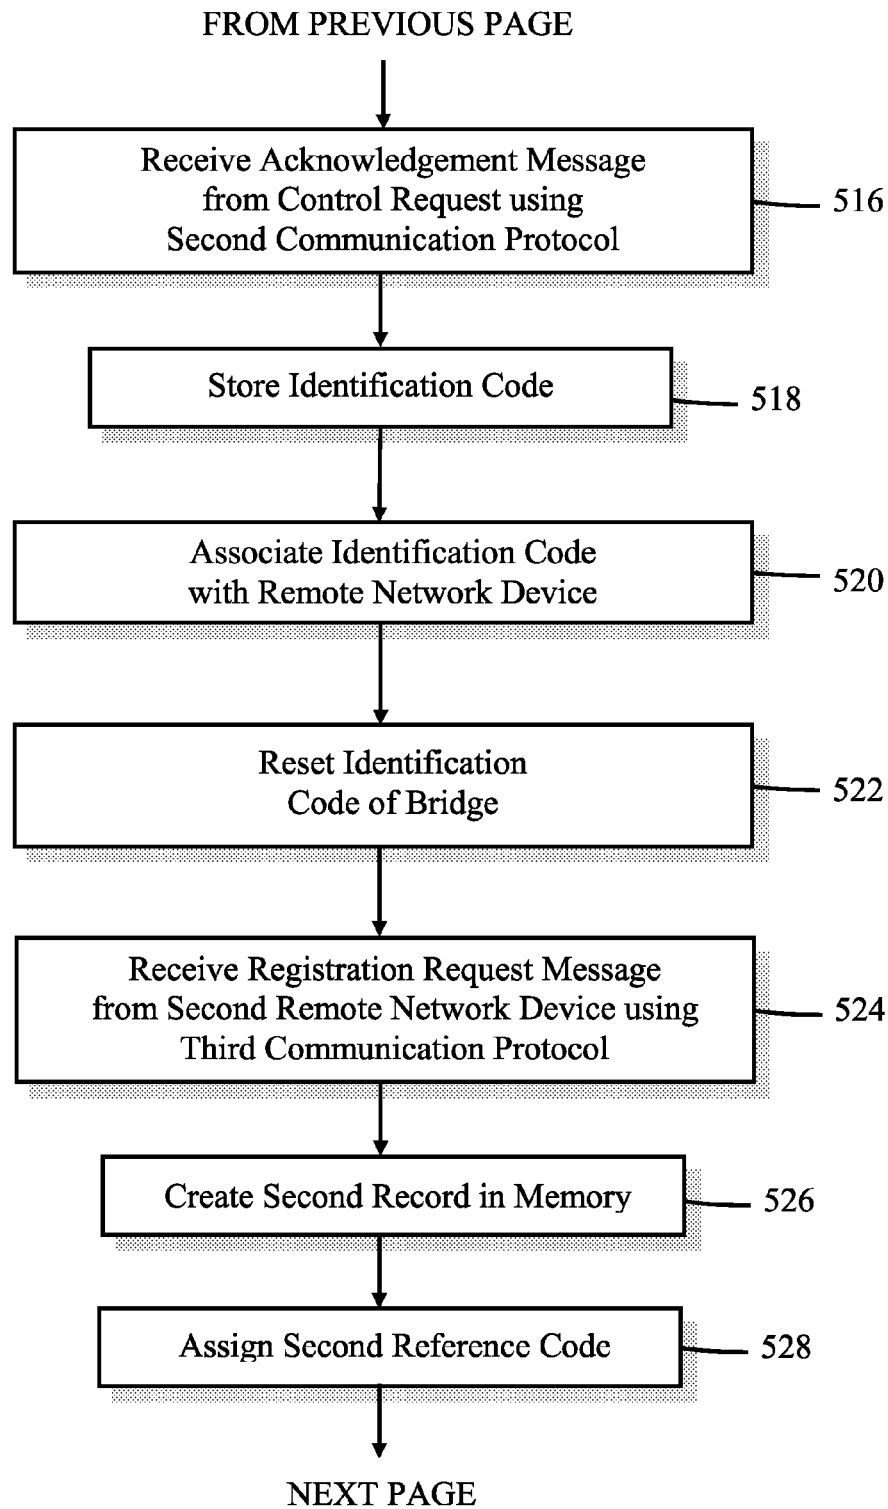 FROM PREVIOUS PAGE
Receive Acknowledgement Message
from Control Request using
Second Communication Protocol
516
Store Identification Code
518
Associate Identification Code
with Remote Network Device
520
Reset Identification
Code of Bridge
522
Receive Registration Request Message
from Second Remote Network Device using
Third Communication Protocol
524
Create Second Record in Memory
526
Assign Second Reference Code
528
NEXT PAGE